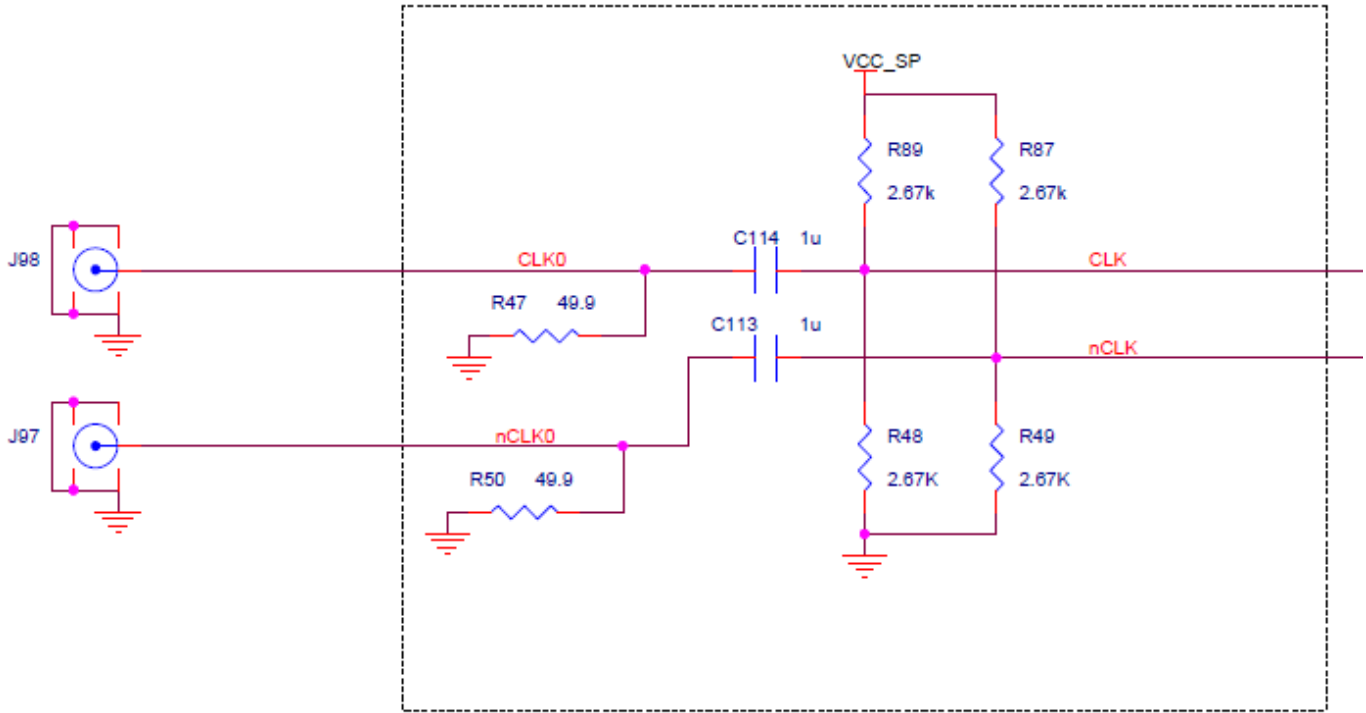 VCC_SP
R89
R87
2.67k
2.67k
C114 1u
J98
CLK0
CLK
R47 49.9
C113 1u
nCLK
J97
nCLK0
R48
R49
R50 49.9
2.67K
2.67K